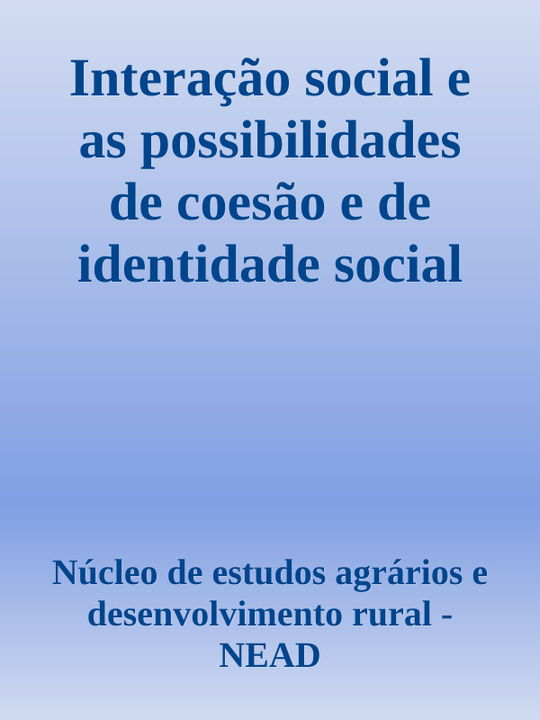 Interação social e
as possibilidades
de coesão e de
identidade social
Núcleo de estudos agrários e
desenvolvimento rural -
NEAD